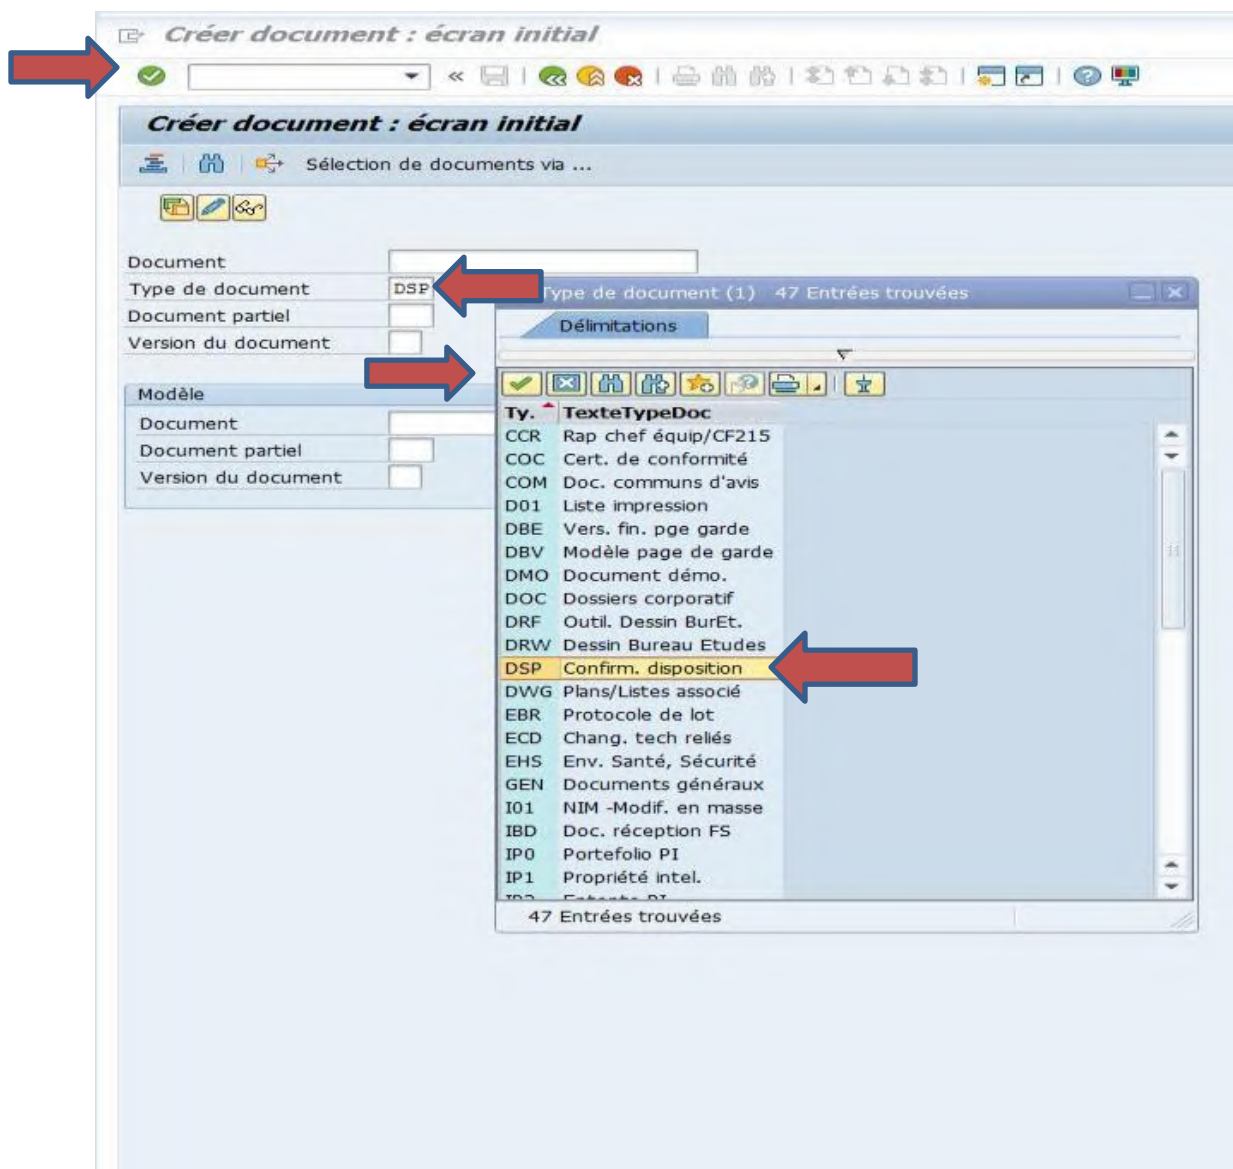 Créer document : écran initial
Créer document : écran initial
Sélection de documents via ...
Document
Type de document DSP
Document partiel
Version du document
Modèle
Document
Document partiel
Version du document
Type de document (1) 47 Entrées trouvées
Délimitations
Ty. TexteTypeDoc
CCR Rap chef équip/CF215
COC Cert. de conformité
COM Doc. communs d'avis
D01 Liste impression
DBE Vers. fin. pge garde
DBV Modèle page de garde
DMO Document démo.
DOC Dossiers corporatif
DRF Outil. Dessin BurEt.
DRW Dessin Bureau Etudes
DSP Confirm. disposition
DWG Plans/Listes associé
EBR Protocole de lot
ECD Chang. tech reliés
EHS Env. Santé, Sécurité
GEN Documents généraux
I01 NIM -Modif. en masse
IBD Doc. réception FS
IP0 Portefolio PI
IP1 Propriété intel.
47 Entrées trouvées